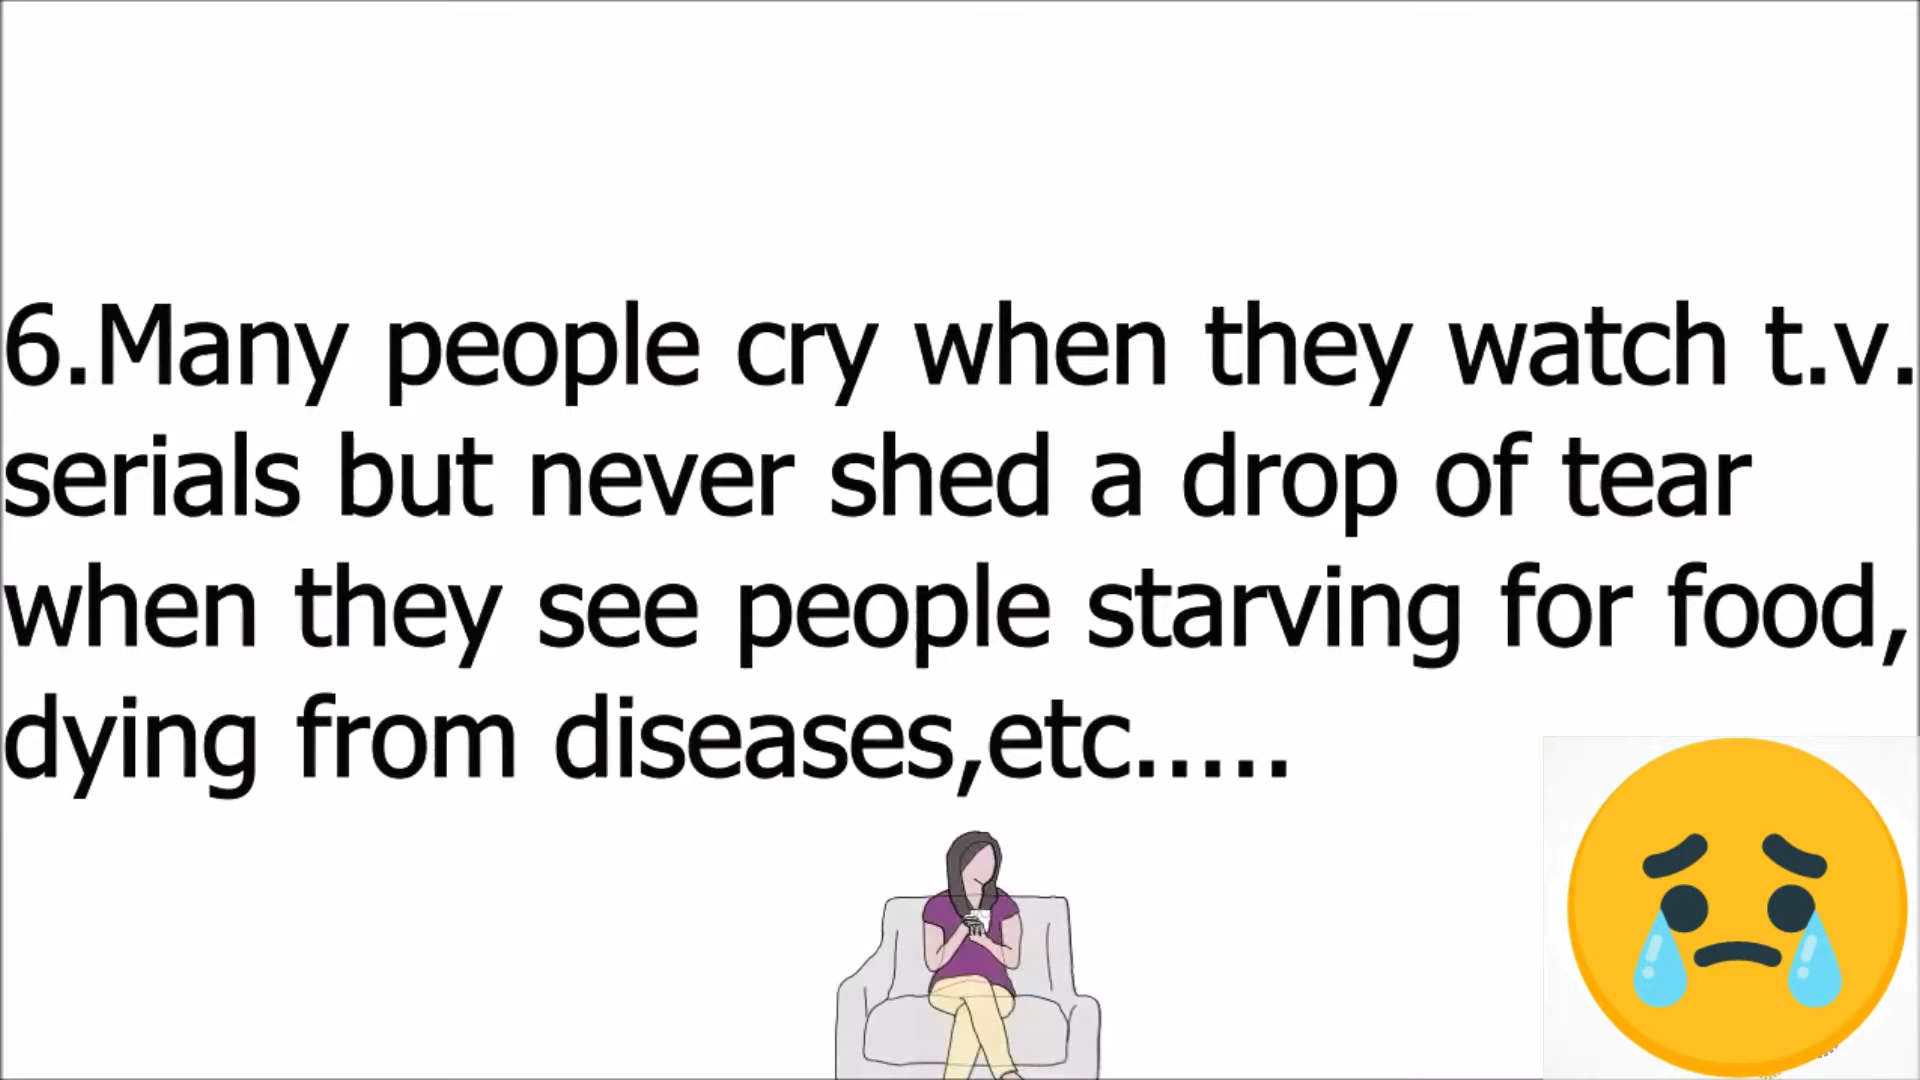 6.Many people cry when they watch t.v.
serials but never shed a drop of tear
when they see people starving for food,
dying from diseases,etc.....